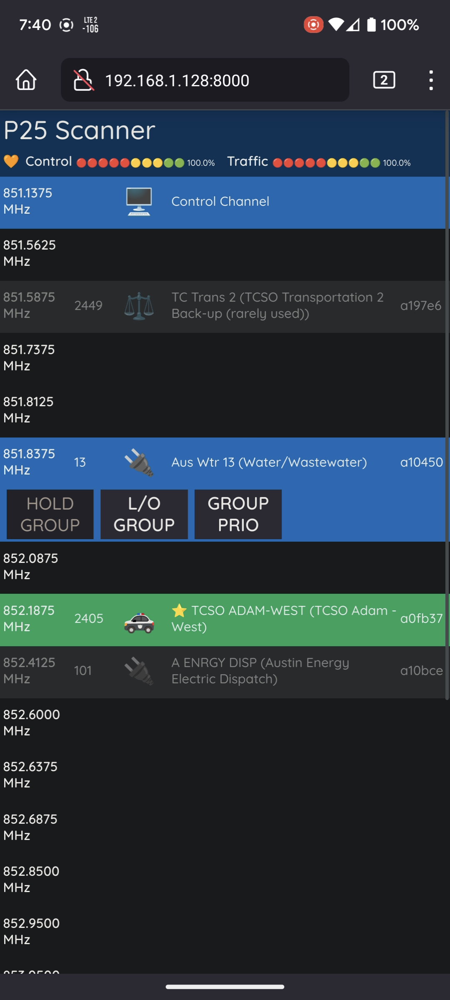 7:40 LTE 2 -106 100%
192.168.1.128:8000 2
P25 Scanner
Control 100.0% Traffic 100.0%
851.1375 MHz Control Channel
851.5625 MHz
851.5875 MHz 2449 TC Trans 2 (TCSO Transportation 2 Back-up (rarely used)) a197e6
851.7375 MHz
851.8125 MHz
851.8375 MHz 13 Aus Wtr 13 (Water/Wastewater) a10450
HOLD GROUP L/O GROUP GROUP PRIO
852.0875 MHz
852.1875 MHz 2405 TCSO ADAM-WEST (TCSO Adam - West) a0fb37
852.4125 MHz 101 A ENRGY DISP (Austin Energy Electric Dispatch) a10bce
852.6000 MHz
852.6375 MHz
852.6875 MHz
852.8500 MHz
852.9500 MHz